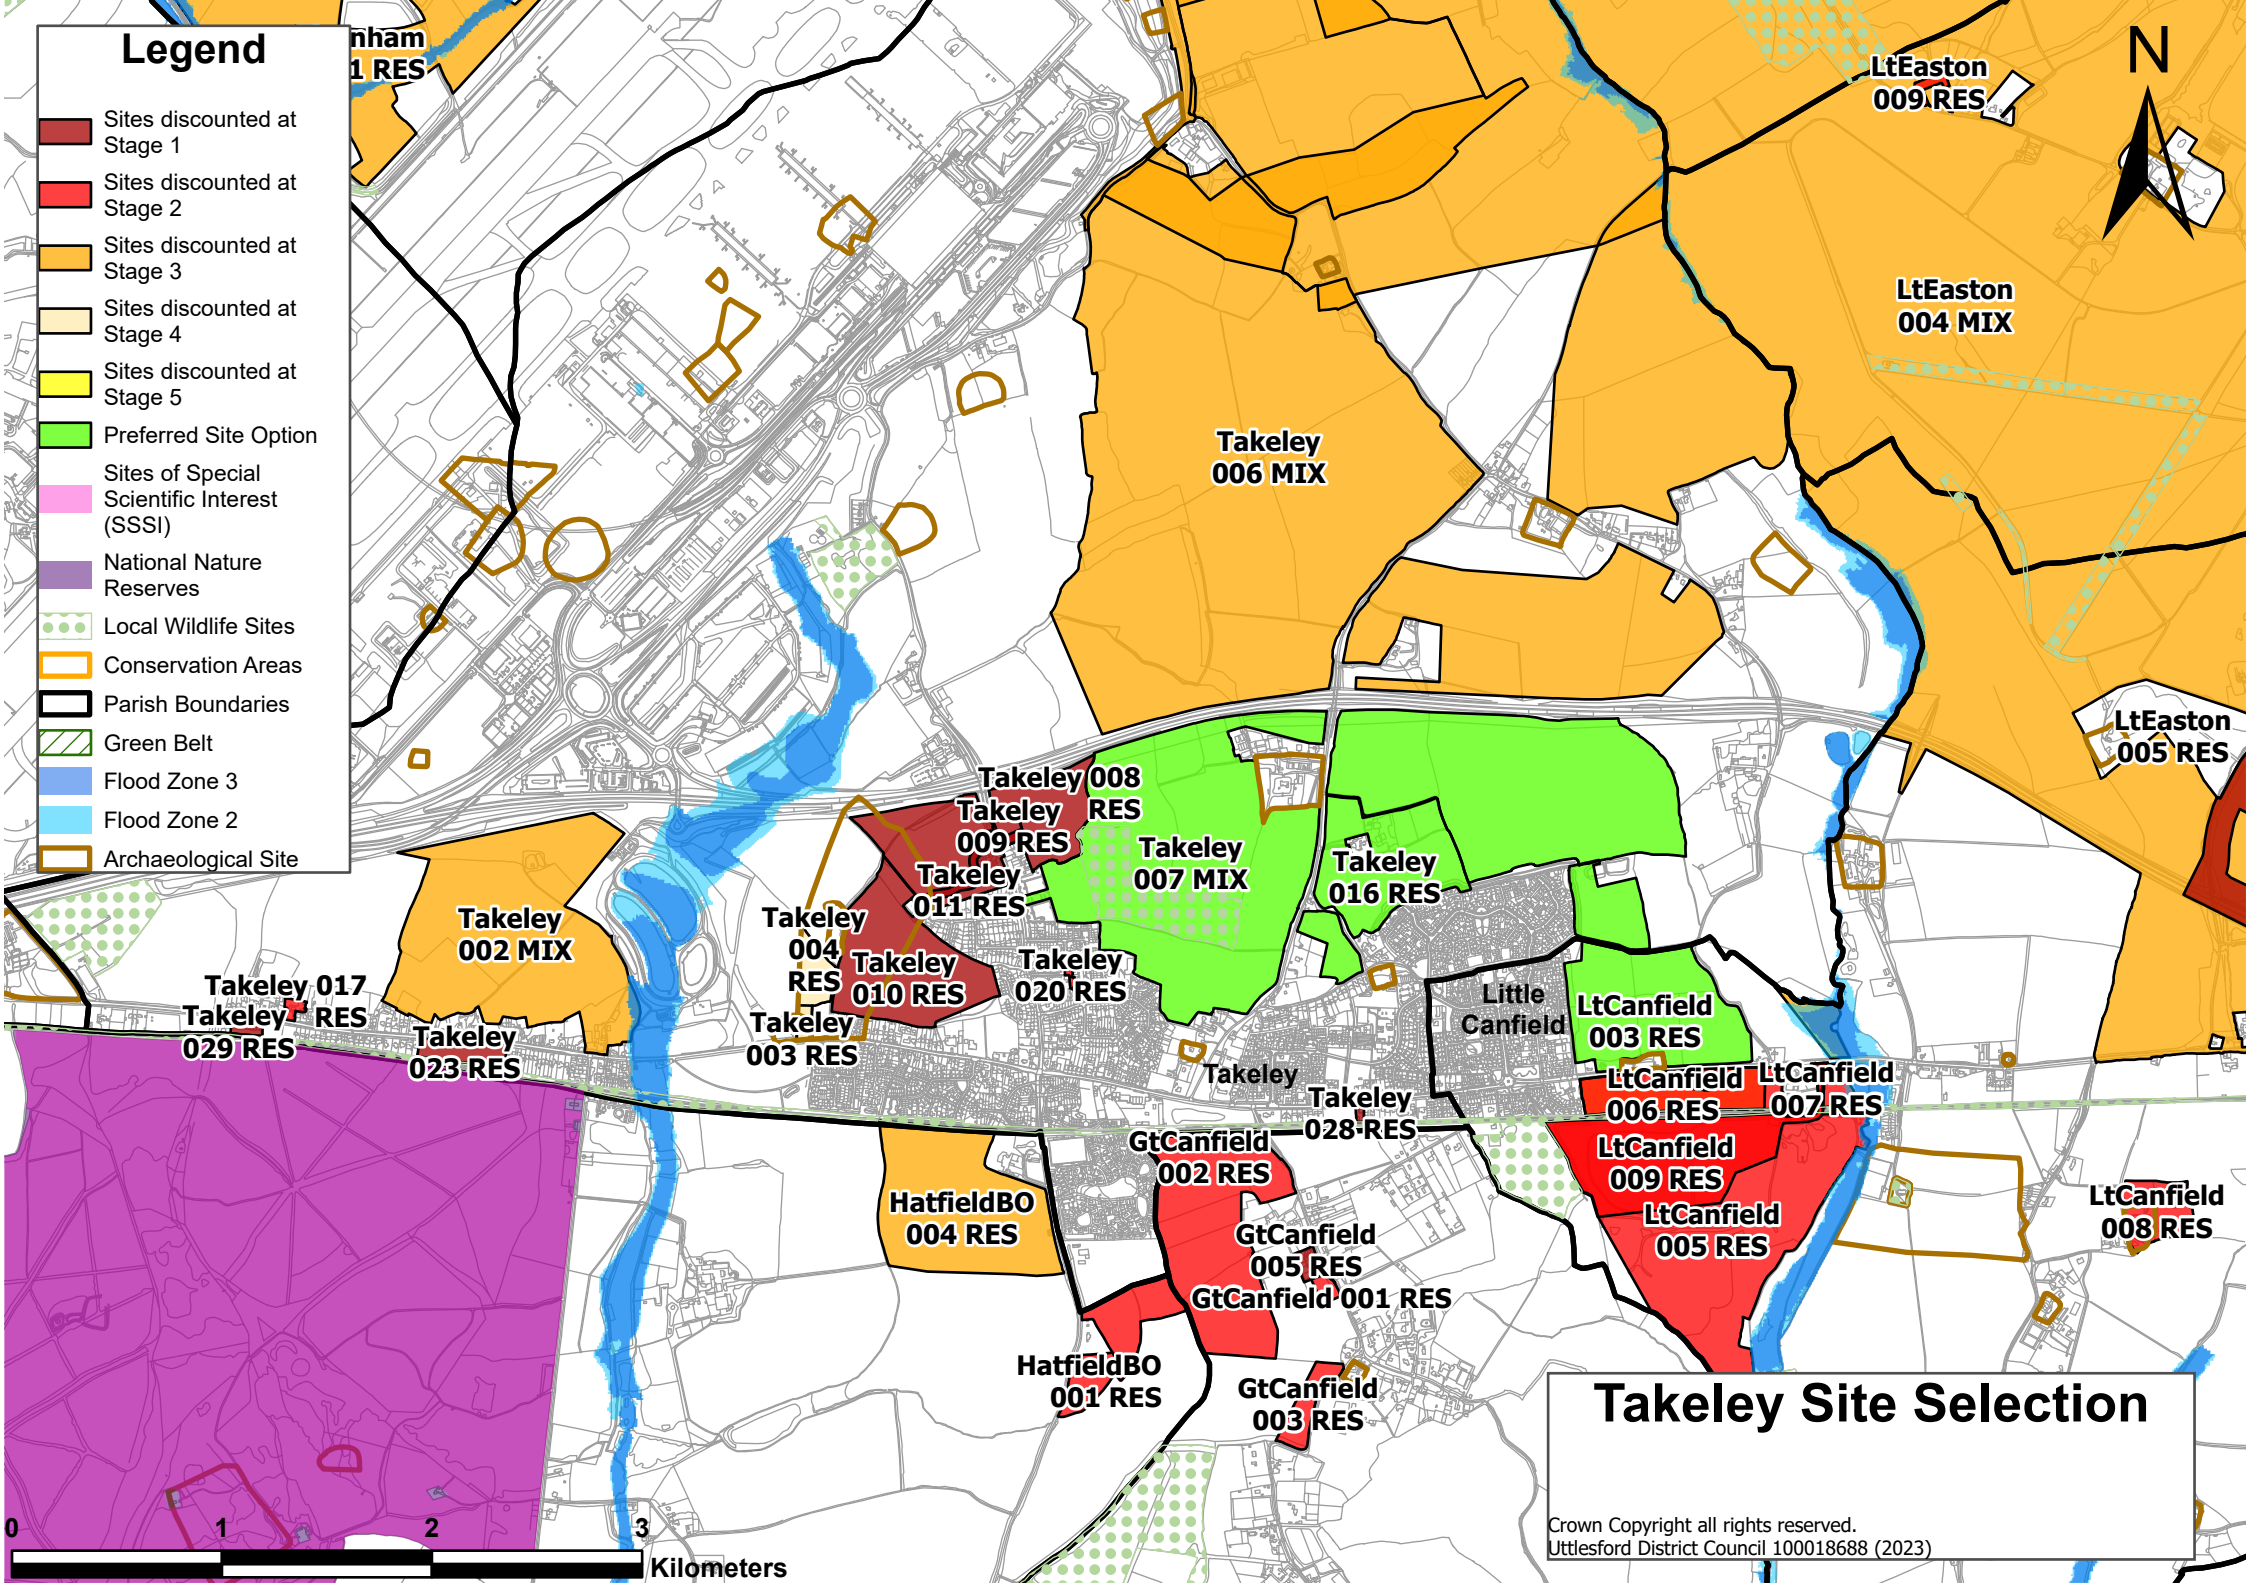 Legend
Sites discounted at
Stage 1
Sites discounted at
Stage 2
Sites discounted at
Stage 3
Sites discounted at
Stage 4
Sites discounted at
Stage 5
Preferred Site Option
Sites of Special
Scientific Interest
(SSSI)
National Nature
Reserves
Local Wildlife Sites
Conservation Areas
Parish Boundaries
Green Belt
Flood Zone 3
Flood Zone 2
Archaeological Site
nham
1 RES
N
LtEaston
009 RES
LtEaston
004 MIX
Takeley
006 MIX
LtEaston
005 RES
Takeley 008
RES
Takeley
009 RES
Takeley
011 RES
Takeley
007 MIX
Takeley
016 RES
Takeley
002 MIX
Takeley
004
RES
Takeley
010 RES
Takeley
020 RES
Takeley 017
RES
Takeley
029 RES
Takeley
023 RES
Takeley
003 RES
Little
Canfield
LtCanfield
003 RES
Takeley
Takeley
028 RES
LtCanfield
006 RES
LtCanfield
007 RES
GtCanfield
002 RES
LtCanfield
009 RES
HatfieldBO
004 RES
LtCanfield
005 RES
LtCanfield
008 RES
GtCanfield
005 RES
GtCanfield 001 RES
HatfieldBO
001 RES
GtCanfield
003 RES
Takeley Site Selection
Crown Copyright all rights reserved.
Uttlesford District Council 100018688 (2023)
0 1 2 3
Kilometers